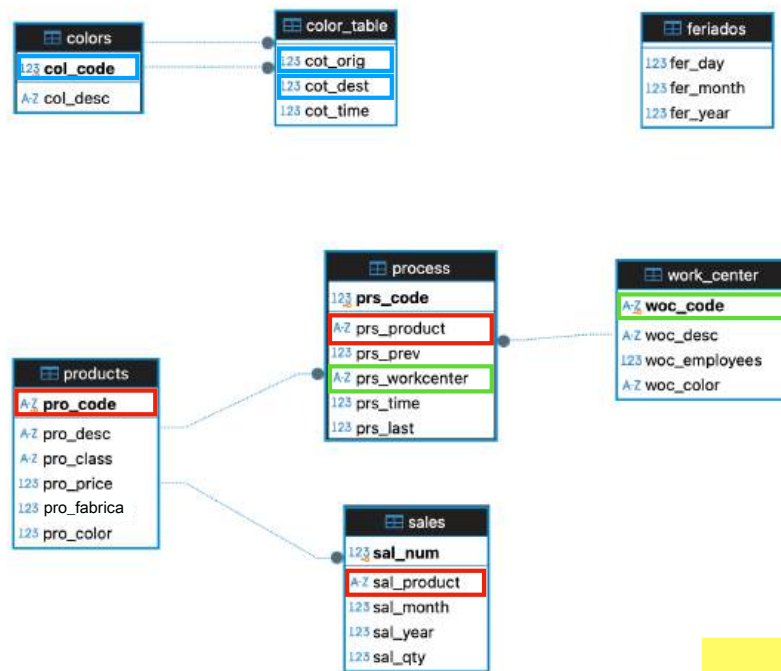 colors
123 col_code
A-Z col_desc
color_table
123 cot_orig
123 cot_dest
123 cot_time
feriados
123 fer_day
123 fer_month
123 fer_year
process
123 prs_code
A-Z prs_product
123 prs_prev
A-Z prs_workcenter
123 prs_time
123 prs_last
work_center
A-Z woc_code
A-Z woc_desc
123 woc_employees
A-Z woc_color
products
A-Z pro_code
A-Z pro_desc
A-Z pro_class
123 pro_price
123 pro_fabrica
123 pro_color
sales
123 sal_num
A-Z sal_product
123 sal_month
123 sal_year
123 sal_qty